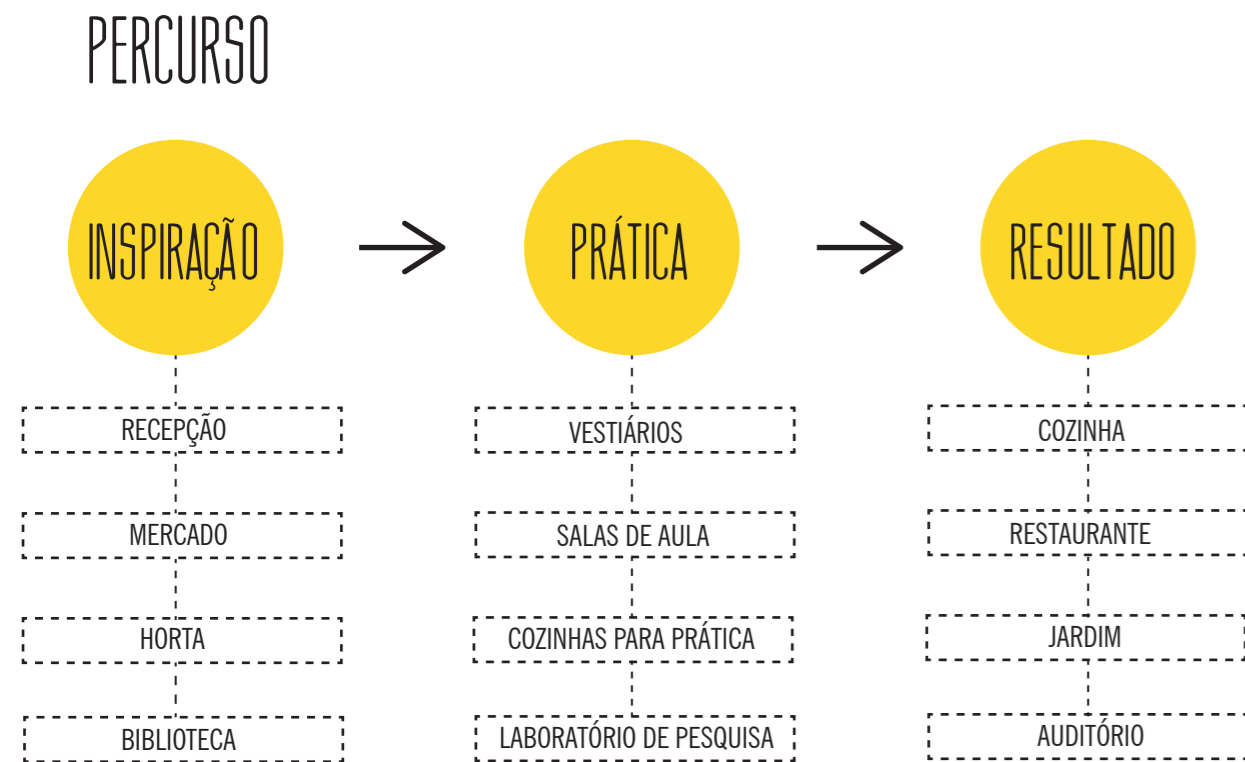 PERCURSO
INSPIRAÇÃO
PRÁTICA
RESULTADO
RECEPÇÃO
MERCADO
HORTA
BIBLIOTECA
VESTIÁRIOS
SALAS DE AULA
COZINHAS PARA PRÁTICA
LABORATÓRIO DE PESQUISA
COZINHA
RESTAURANTE
JARDIM
AUDITÓRIO